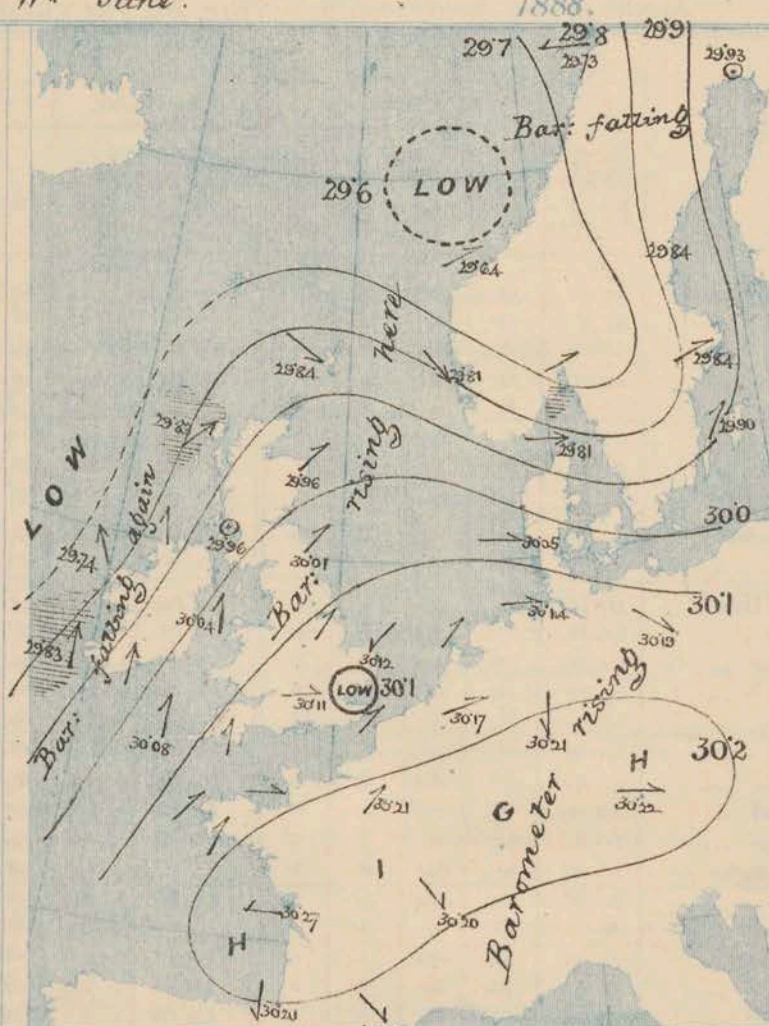 June.
1888.
29.7
29.8
29.9
29.73
29.93
Bar: falling
29.6
LOW
29.64
29.84
here
29.84
29.81
29.84
29.82
29.90
29.81
LOW
again
rising
29.96
29.74
29.96
30.01
30.05
30.0
falling
Bar:
30.04
30.14
30.1
29.83
30.12
30.19
LOW
30.1
30.11
30.17
rising
Bar:
30.08
30.21
30.2
H
30.22
30.21
G
Barometer
I
30.27
30.20
H